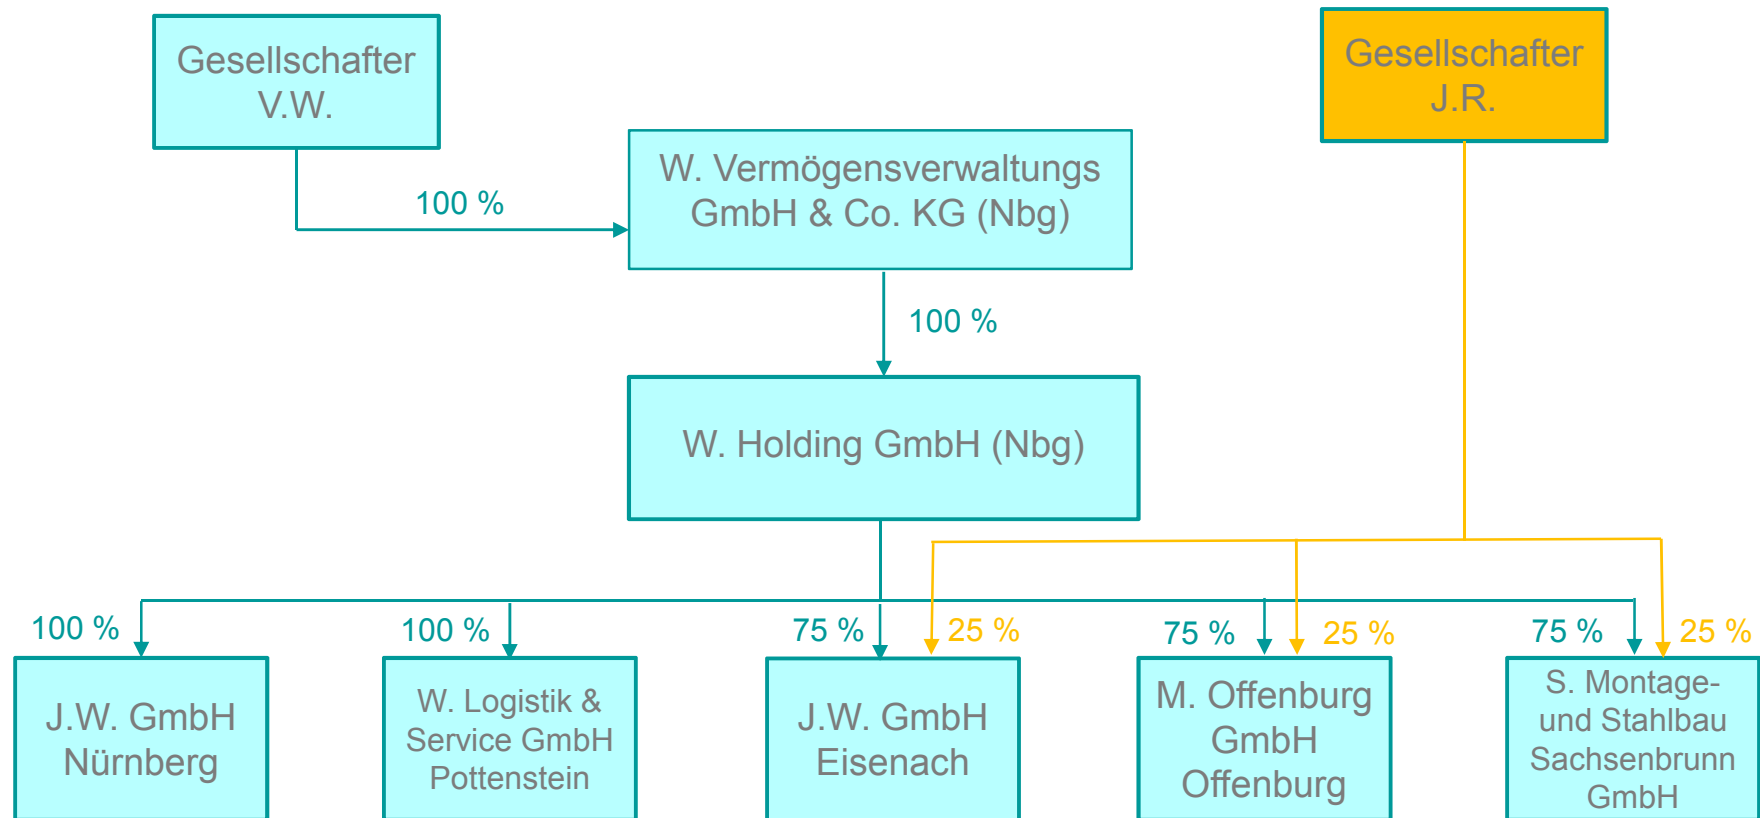 Gesellschafter
V.W.
Gesellschafter
J.R.
W. Vermögensverwaltungs
GmbH & Co. KG (Nbg)
100 %
100 %
W. Holding GmbH (Nbg)
100 %
100 %
75 %
25 %
75 %
25 %
75 %
25 %
J.W. GmbH
Nürnberg
W. Logistik &
Service GmbH
Pottenstein
J.W. GmbH
Eisenach
M. Offenburg
GmbH
Offenburg
S. Montage-
und Stahlbau
Sachsenbrunn
GmbH